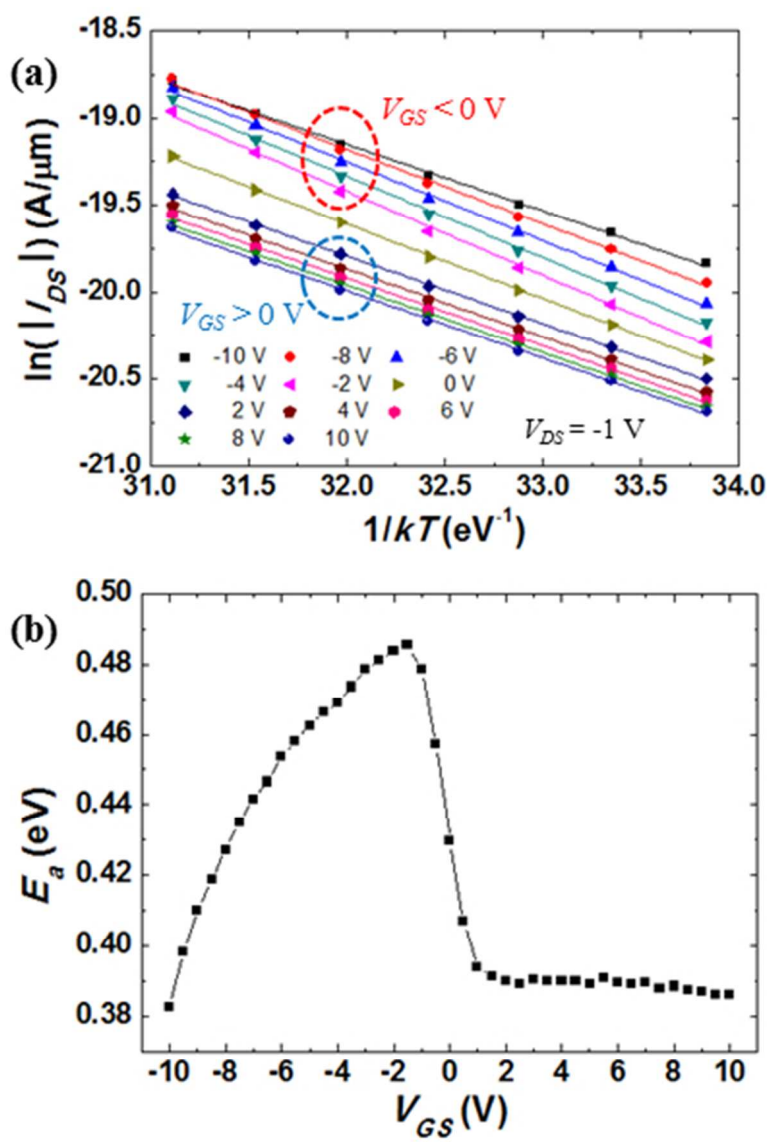 (a)
-18.5
-19.0
-19.5
-20.0
-20.5
-21.0
ln(|I_DS|) (A/μm)
V_GS < 0 V
V_GS > 0 V
-10 V -8 V -6 V
-4 V -2 V 0 V
2 V 4 V 6 V
8 V 10 V
V_DS = -1 V
31.0 31.5 32.0 32.5 33.0 33.5 34.0
1/kT (eV⁻¹)
(b)
0.50
0.48
0.46
0.44
0.42
0.40
0.38
E_a (eV)
-10 -8 -6 -4 -2 0 2 4 6 8 10
V_GS (V)